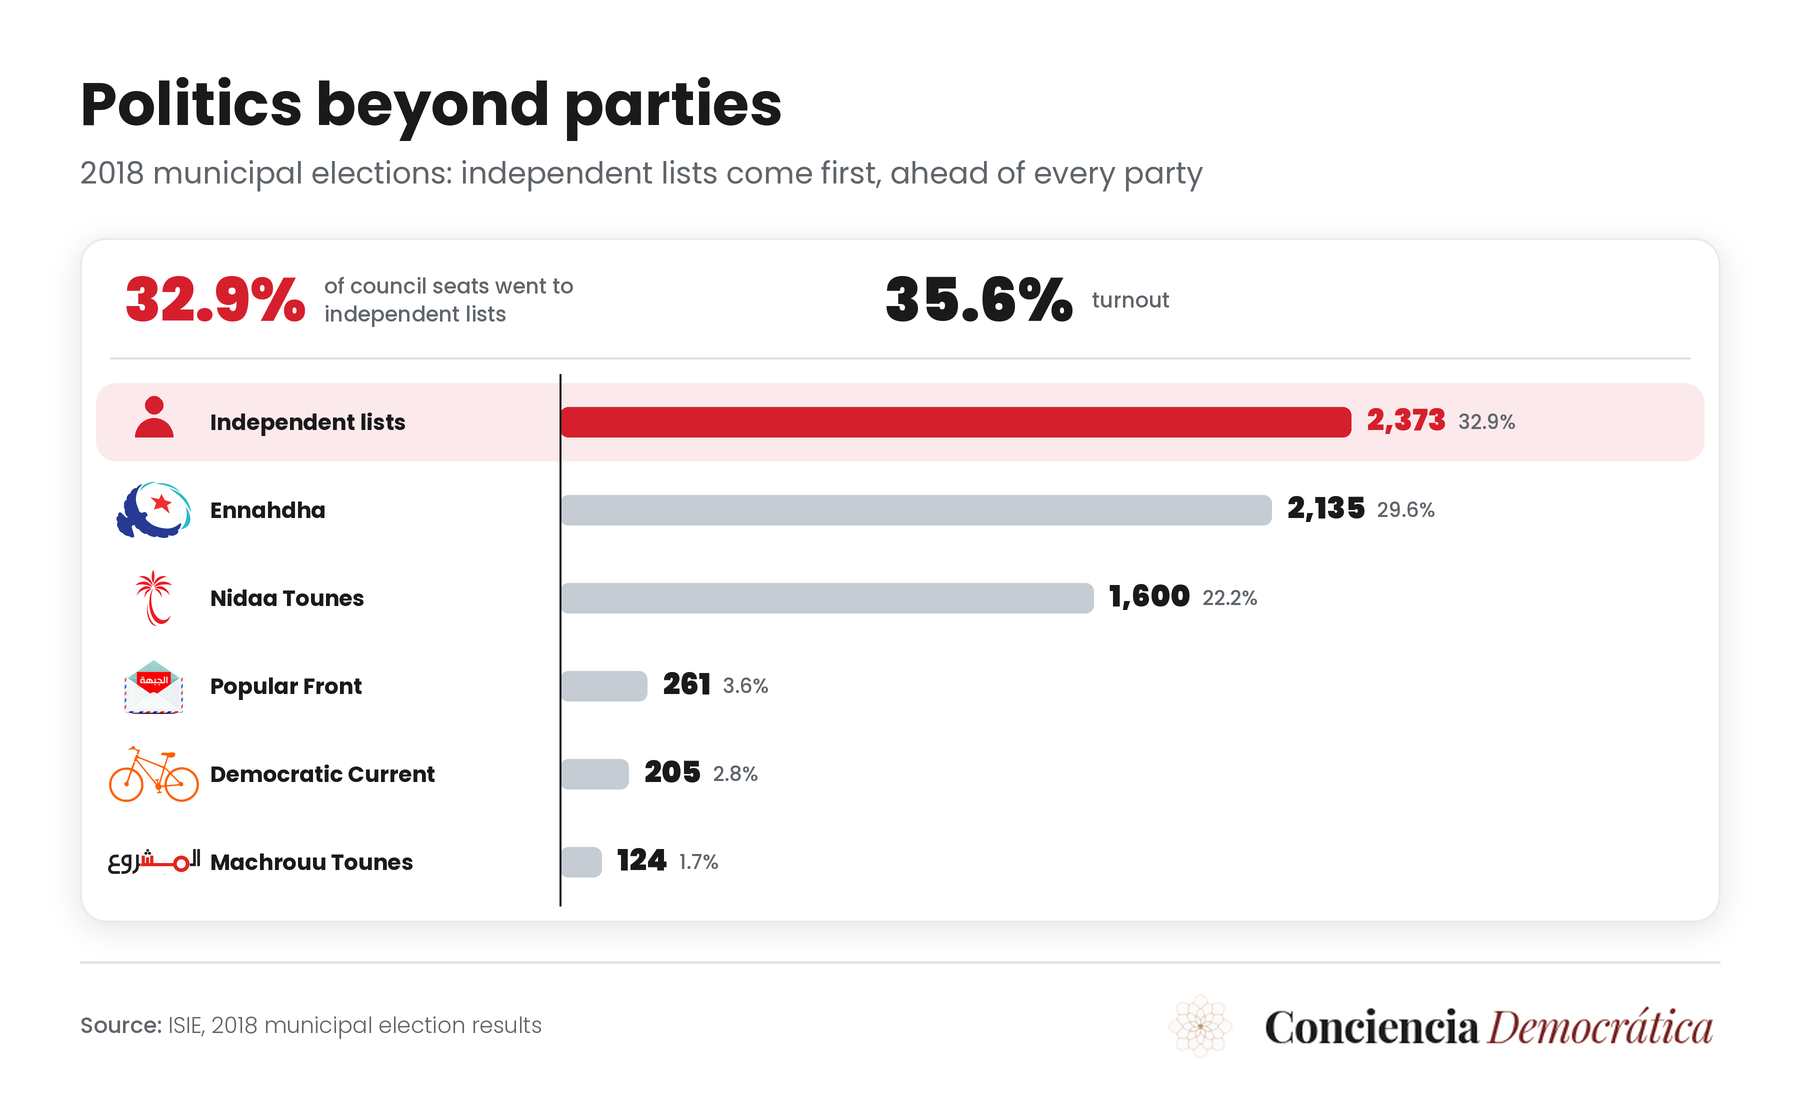 Politics beyond parties
2018 municipal elections: independent lists come first, ahead of every party
32.9%
of council seats went to
independent lists
35.6%
turnout
Independent lists
2,373 32.9%
Ennahdha
2,135 29.6%
Nidaa Tounes
1,600 22.2%
الجبهة
Popular Front
261 3.6%
Democratic Current
205 2.8%
المشروع
Machrouu Tounes
124 1.7%
Source: ISIE, 2018 municipal election results
Conciencia Democrática